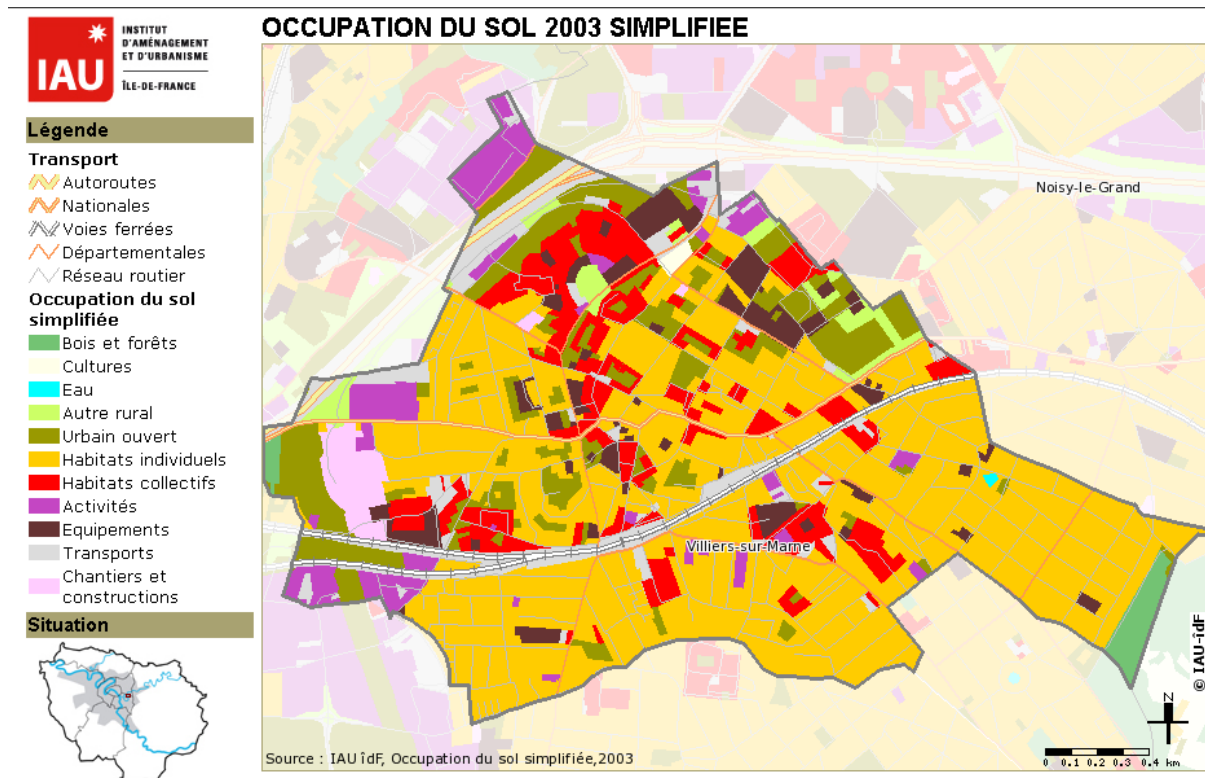 IAU
INSTITUT
D'AMÉNAGEMENT
ET D'URBANISME
ÎLE-DE-FRANCE
OCCUPATION DU SOL 2003 SIMPLIFIEE
Légende
Transport
Autoroutes
Nationales
Voies ferrées
Départementales
Réseau routier
Occupation du sol
simplifiée
Bois et forêts
Cultures
Eau
Autre rural
Urbain ouvert
Habitats individuels
Habitats collectifs
Activités
Equipements
Transports
Chantiers et
constructions
Situation
Noisy-le-Grand
Villiers-sur-Marne
© IAU-îdF
N
Source : IAU îdF, Occupation du sol simplifiée,2003
0 0.1 0.2 0.3 0.4 km